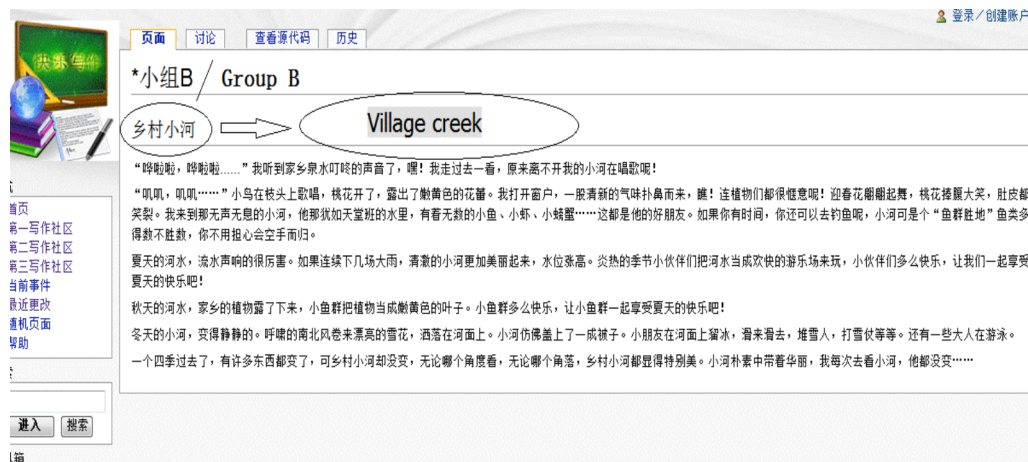 登录／创建账户
页面
讨论
查看源代码
历史
*小组B / Group B
乡村小河
Village creek
“哗啦啦，哗啦啦……”我听到家乡泉水叮咚的声音了，嘿！我走过去一看，原来离不开我的小河在唱歌呢！
“叽叽，叽叽……”小鸟在枝头上歌唱，桃花开了，露出了嫩黄色的花蕾。我打开窗户，一股清新的气味扑鼻而来，瞧！连植物们都很惬意呢！迎春花翩翩起舞，桃花捧腹大笑，肚皮都
笑裂。我来到那无声无息的小河，他那犹如天堂班的水里，有着无数的小鱼、小虾、小螃蟹……这都是他的好朋友。如果你有时间，你还可以去钓鱼呢，小河可是个“鱼群胜地”鱼类多
得数不胜数，你不用担心会空手而归。
夏天的河水，流水声响的很厉害。如果连续下几场大雨，清澈的小河更加美丽起来，水位涨高。炎热的季节小伙伴们把河水当成欢快的游乐场来玩，小伙伴们多么快乐，让我们一起享受
夏天的快乐吧！
秋天的河水，家乡的植物露了下来，小鱼群把植物当成嫩黄色的叶子。小鱼群多么快乐，让小鱼群一起享受夏天的快乐吧！
冬天的小河，变得静静的。呼啸的南北风卷来漂亮的雪花，洒落在河面上。小河仿佛盖上了一成被子。小朋友在河面上溜冰，滑来滑去，堆雪人，打雪伏等等。还有一些大人在游泳。
一个四季过去了，有许多东西都变了，可乡村小河却没变，无论哪个角度看，无论哪个角落，乡村小河都显得特别美。小河朴素中带着华丽，我每次去看小河，他都没变……
首页
第一写作社区
第二写作社区
第三写作社区
当前事件
最近更改
随机页面
帮助
进入
搜索